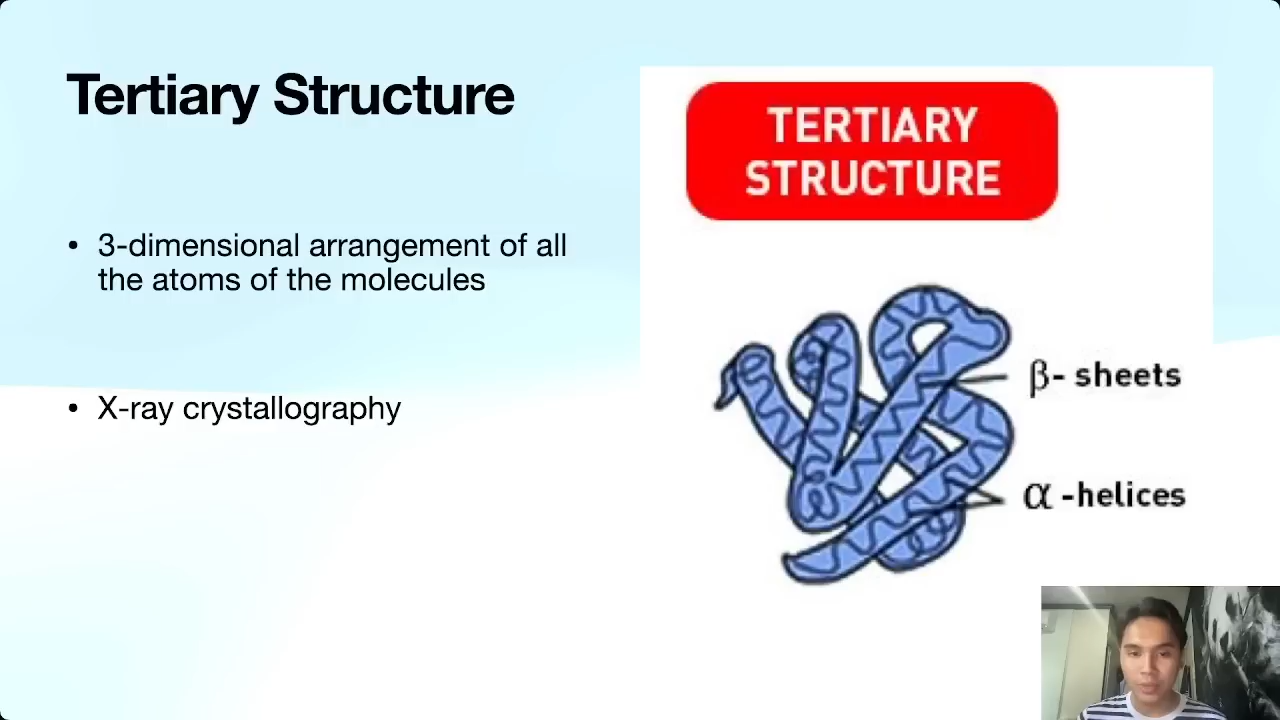 Tertiary Structure
• 3-dimensional arrangement of all
the atoms of the molecules
• X-ray crystallography
TERTIARY
STRUCTURE
β- sheets
α -helices